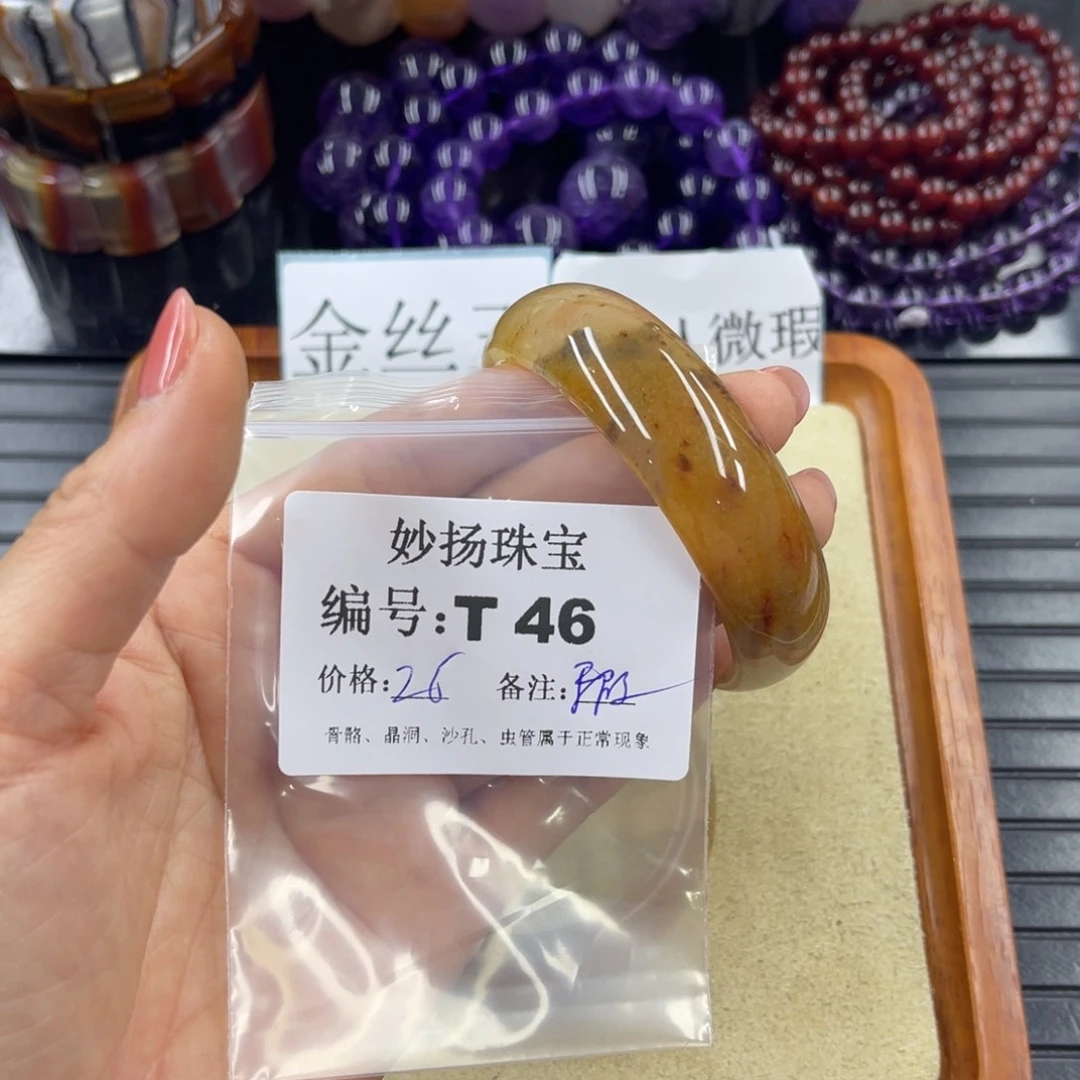 金丝
微瑕
妙扬珠宝
编号:T 46
价格:26 备注:瑕
骨骼、晶洞、沙孔、虫管属于正常现象